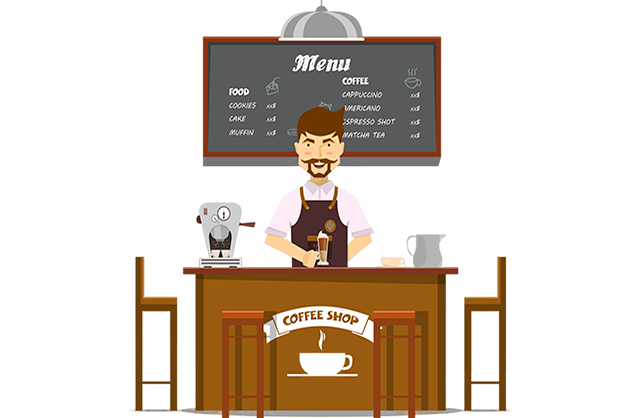 Menu
FOOD
COOKIES xx$
CAKE xx$
MUFFIN xx$
COFFEE
CAPPUCCINO xx$
AMERICANO xx$
ESPRESSO SHOT xx$
MATCHA TEA xx$
COFFEE SHOP